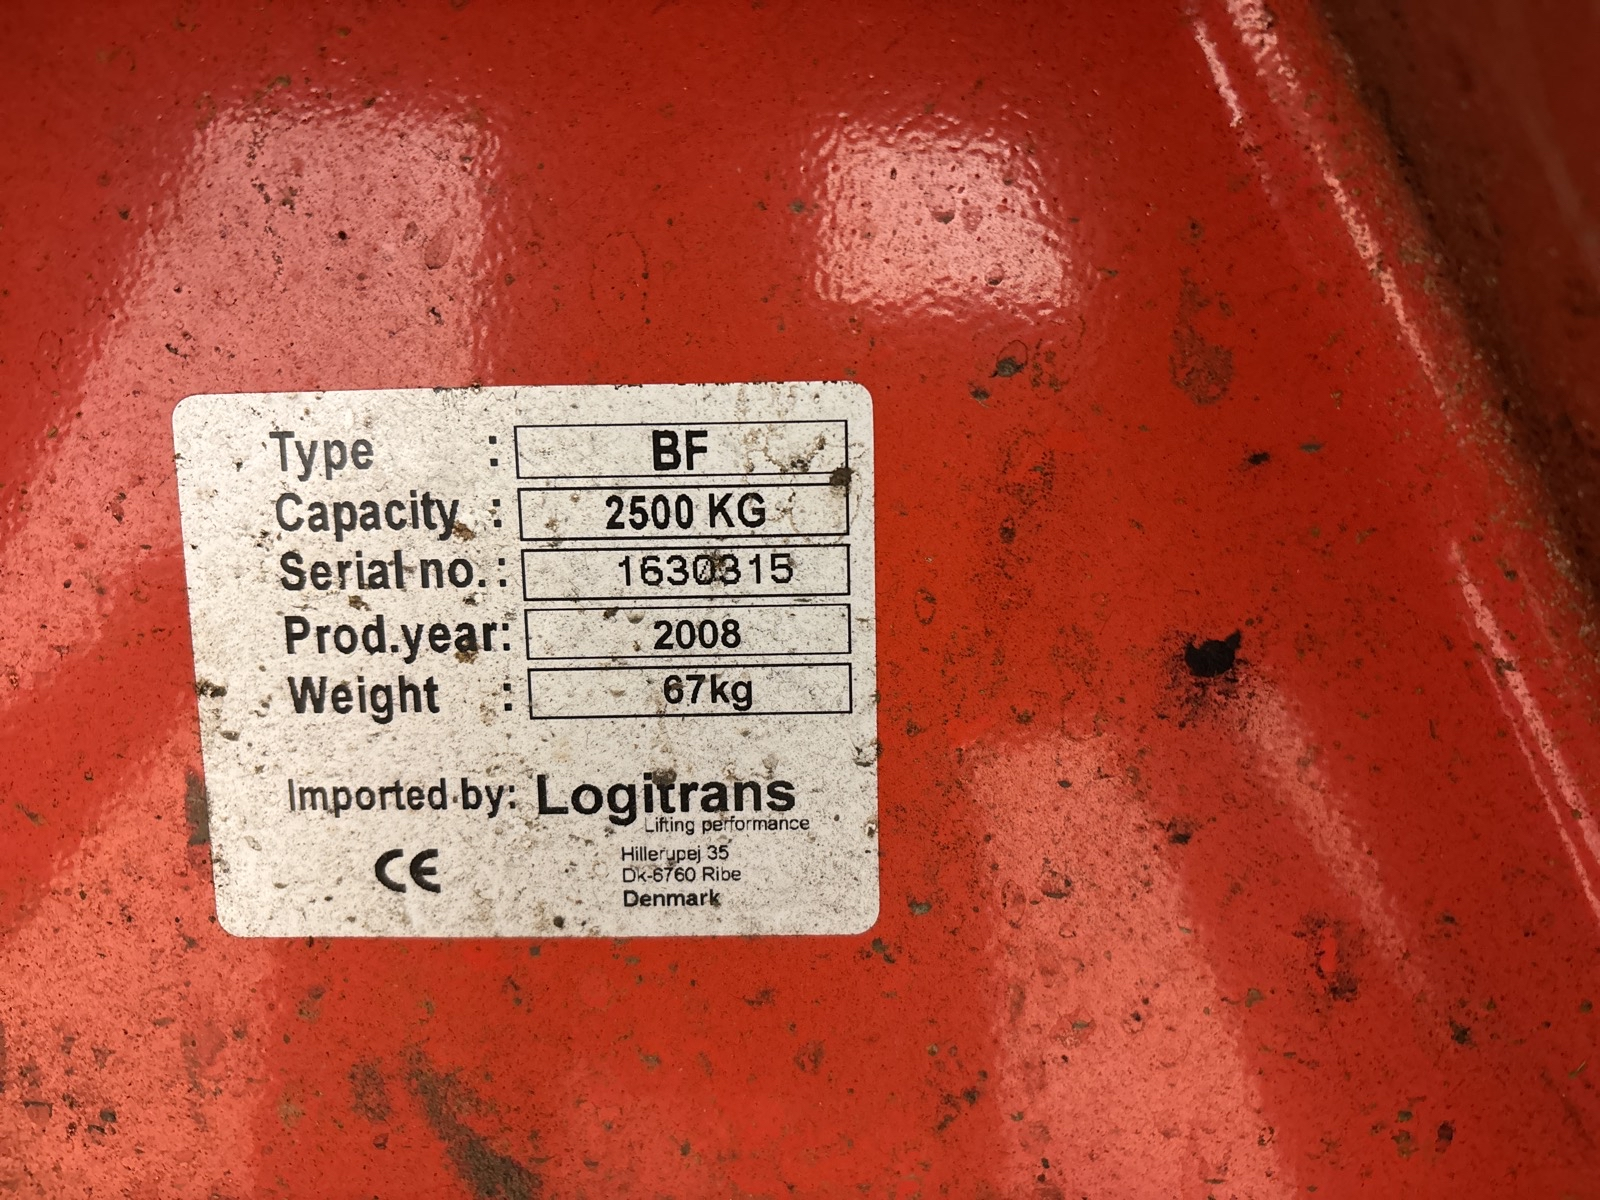 Type : BF
Capacity : 2500 KG
Serial no. : 1630315
Prod.year: 2008
Weight : 67kg
Imported by: Logitrans
Lifting performance
CE
Hillerupej 35
Dk-6760 Ribe
Denmark